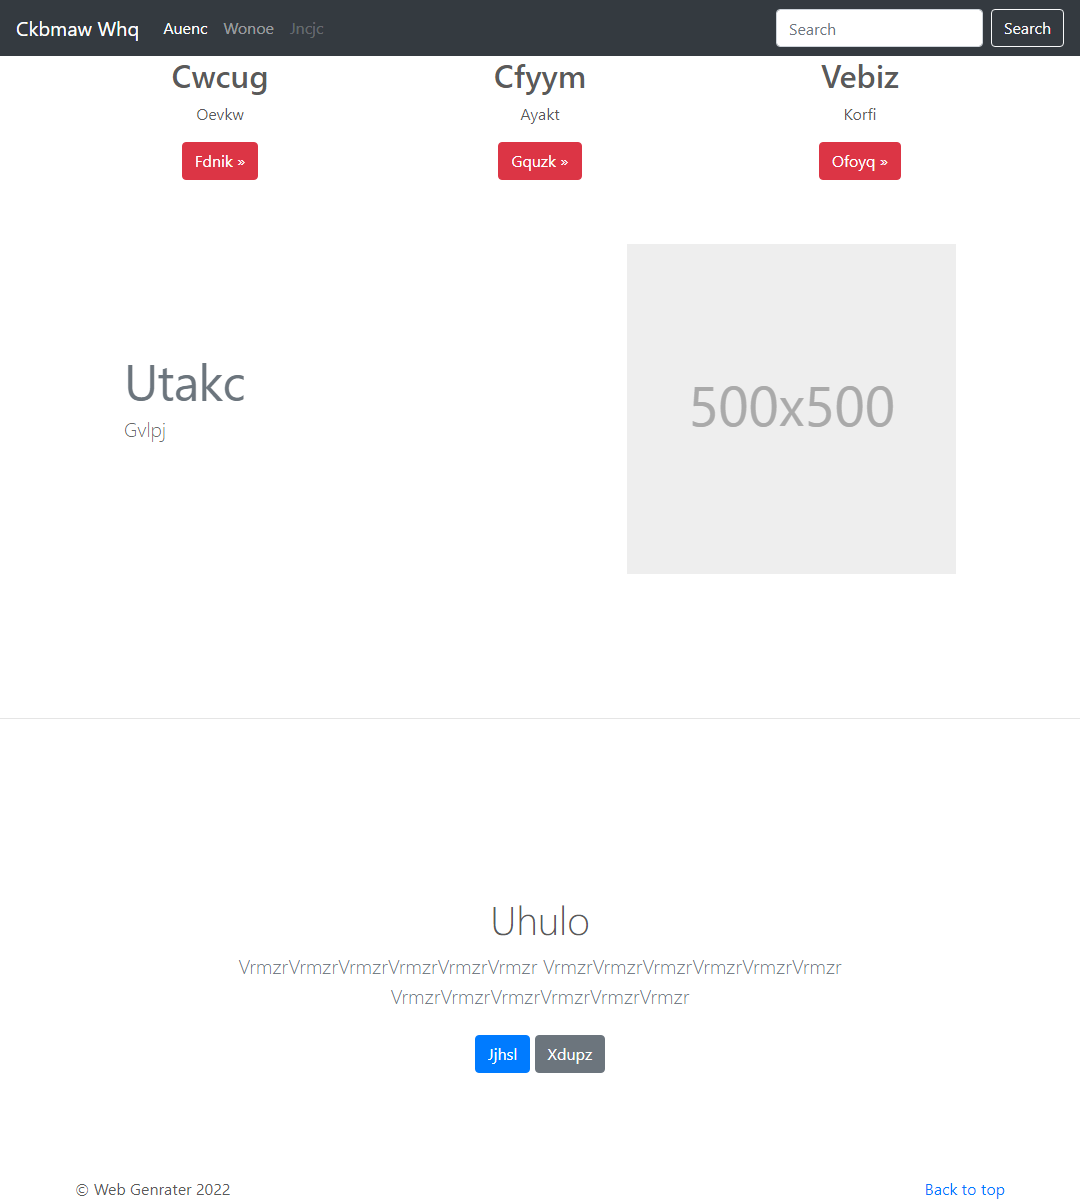 Ckbmaw Whq Auenc Wonoe Jncjc Search Search
Cwcug Cfyym Vebiz
Oevkw Ayakt Korfi
Fdnik » Gquzk » Ofoyq »
Utakc
Gvlpj
500x500
Uhulo
VrmzrVrmzrVrmzrVrmzrVrmzrVrmzr VrmzrVrmzrVrmzrVrmzrVrmzrVrmzr
VrmzrVrmzrVrmzrVrmzrVrmzrVrmzr
Jjhsl Xdupz
© Web Genrater 2022 Back to top